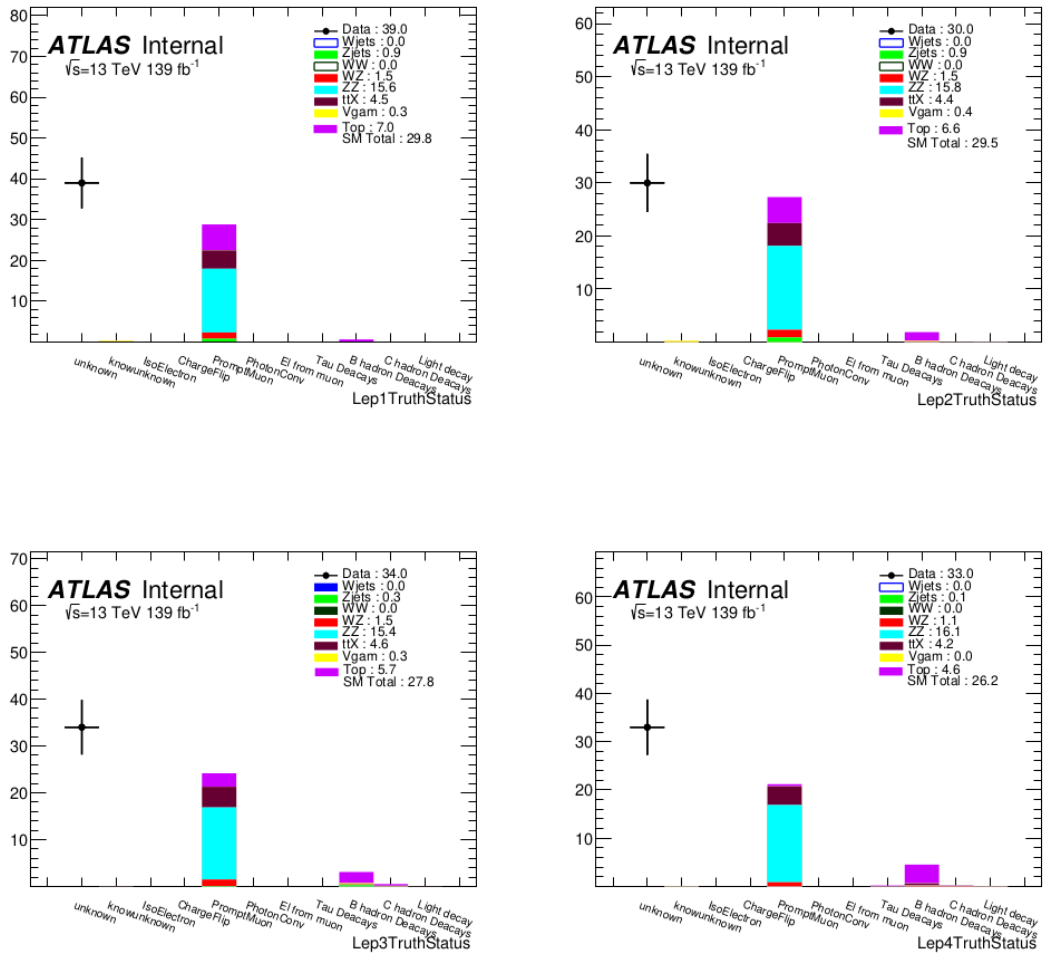 80
70
60
50
40
30
20
10
ATLAS Internal
√s=13 TeV 139 fb-1
Data : 39.0
Wjets : 0.0
Zjets : 0.9
WW : 0.0
WZ : 1.5
ZZ : 15.6
ttX : 4.5
Vgam : 0.3
Top : 7.0
SM Total : 29.8
unknown
knowunknown
IsoElectron
ChargeFlip
PromptMuon
PhotonConv
El from muon
Tau Deacays
B hadron Deacays
C hadron Deacays
Light decay
Lep1TruthStatus
60
50
40
30
20
10
ATLAS Internal
√s=13 TeV 139 fb-1
Data : 30.0
Wjets : 0.0
Zjets : 0.9
WW : 0.0
WZ : 1.5
ZZ : 15.8
ttX : 4.4
Vgam : 0.4
Top : 6.6
SM Total : 29.5
unknown
knowunknown
IsoElectron
ChargeFlip
PromptMuon
PhotonConv
El from muon
Tau Deacays
B hadron Deacays
C hadron Deacays
Light decay
Lep2TruthStatus
70
60
50
40
30
20
10
ATLAS Internal
√s=13 TeV 139 fb-1
Data : 34.0
Wjets : 0.0
Zjets : 0.3
WW : 0.0
WZ : 1.5
ZZ : 15.4
ttX : 4.6
Vgam : 0.3
Top : 5.7
SM Total : 27.8
unknown
knowunknown
IsoElectron
ChargeFlip
PromptMuon
PhotonConv
El from muon
Tau Deacays
B hadron Deacays
C hadron Deacays
Light decay
Lep3TruthStatus
60
50
40
30
20
10
ATLAS Internal
√s=13 TeV 139 fb-1
Data : 33.0
Wjets : 0.0
Zjets : 0.1
WW : 0.0
WZ : 1.1
ZZ : 16.1
ttX : 4.2
Vgam : 0.0
Top : 4.6
SM Total : 26.2
unknown
knowunknown
IsoElectron
ChargeFlip
PromptMuon
PhotonConv
El from muon
Tau Deacays
B hadron Deacays
C hadron Deacays
Light decay
Lep4TruthStatus